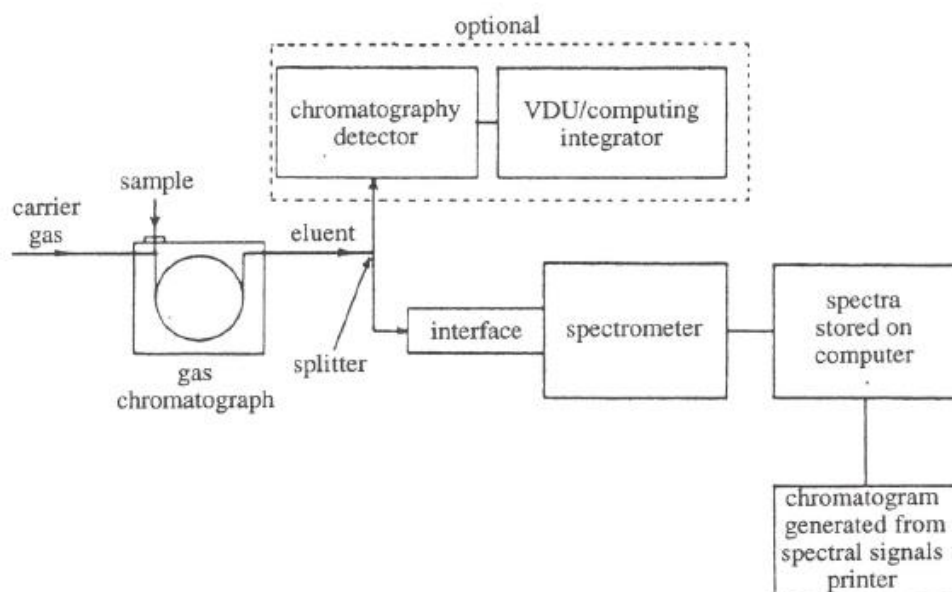 optional
chromatography
detector
VDU/computing
integrator
sample
carrier
gas
eluent
splitter
gas
chromatograph
interface
spectrometer
spectra
stored on
computer
chromatogram
generated from
spectral signals
printer